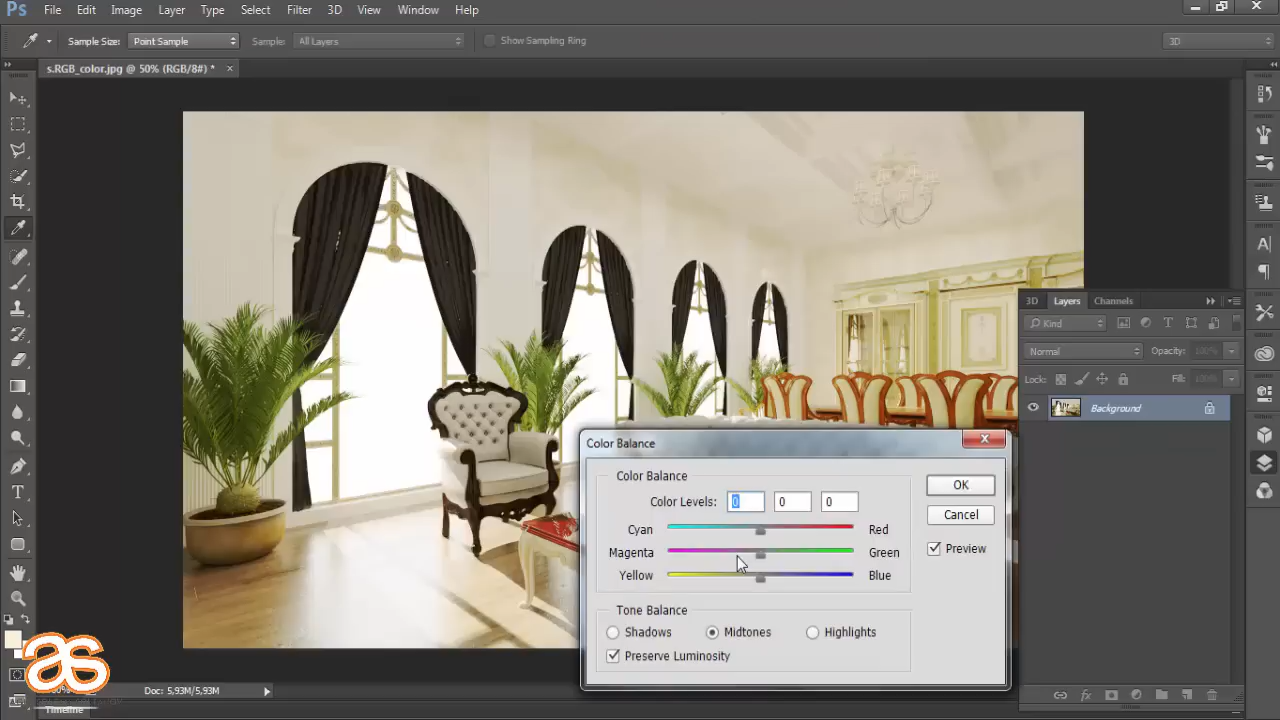 Ps File Edit Image Layer Type Select Filter 3D View Window Help
Sample Size: Point Sample Sample: All Layers Show Sampling Ring 3D
s.RGB_color.jpg @ 50% (RGB/8#) * ×
3D Layers Channels
Kind
Normal Opacity: 100%
Lock: Fill: 100%
Background
Color Balance
Color Balance
Color Levels: 0 0 0
Cyan Red
Magenta Green
Yellow Blue
Tone Balance
Shadows Midtones Highlights
Preserve Luminosity
OK
Cancel
Preview
as
Doc: 5,93M/5,93M
Timeline